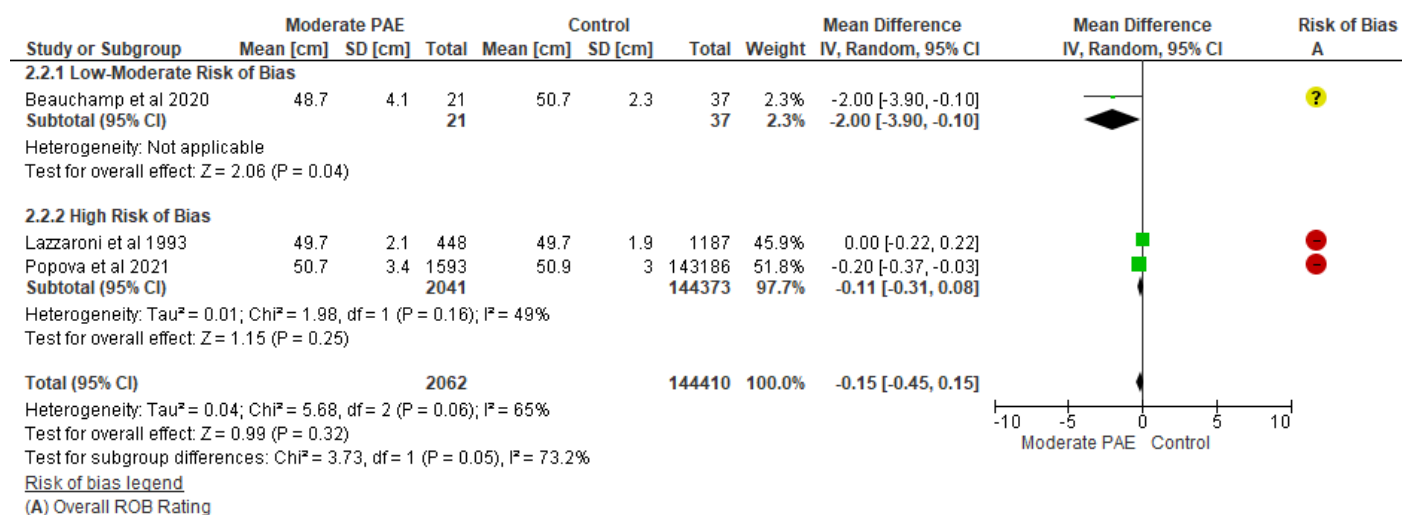 Moderate PAE Control Mean Difference Mean Difference Risk of Bias
Study or Subgroup Mean [cm] SD [cm] Total Mean [cm] SD [cm] Total Weight IV, Random, 95% CI IV, Random, 95% CI A
2.2.1 Low-Moderate Risk of Bias
Beauchamp et al 2020 48.7 4.1 21 50.7 2.3 37 2.3% -2.00 [-3.90, -0.10] ?
Subtotal (95% CI) 21 37 2.3% -2.00 [-3.90, -0.10]
Heterogeneity: Not applicable
Test for overall effect: Z = 2.06 (P = 0.04)
2.2.2 High Risk of Bias
Lazzaroni et al 1993 49.7 2.1 448 49.7 1.9 1187 45.9% 0.00 [-0.22, 0.22] −
Popova et al 2021 50.7 3.4 1593 50.9 3 143186 51.8% -0.20 [-0.37, -0.03] −
Subtotal (95% CI) 2041 144373 97.7% -0.11 [-0.31, 0.08]
Heterogeneity: Tau² = 0.01; Chi² = 1.98, df = 1 (P = 0.16); I² = 49%
Test for overall effect: Z = 1.15 (P = 0.25)
Total (95% CI) 2062 144410 100.0% -0.15 [-0.45, 0.15]
Heterogeneity: Tau² = 0.04; Chi² = 5.68, df = 2 (P = 0.06); I² = 65%
Test for overall effect: Z = 0.99 (P = 0.32)
Test for subgroup differences: Chi² = 3.73, df = 1 (P = 0.05), I² = 73.2%
-10 -5 0 5 10
Moderate PAE Control
Risk of bias legend
(A) Overall ROB Rating